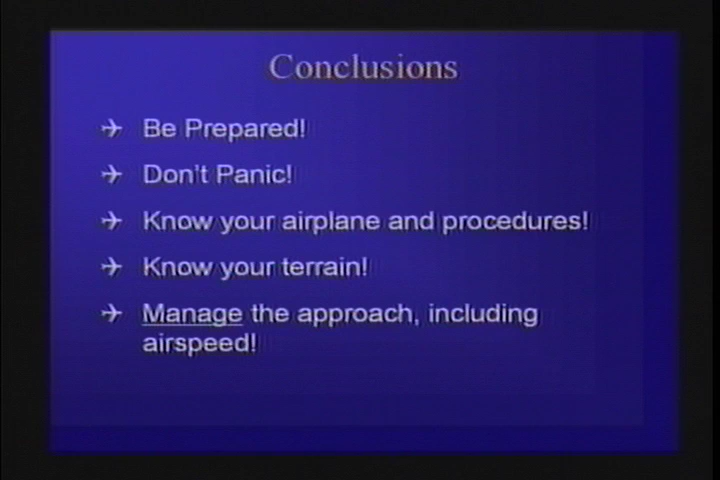 Conclusions
Be Prepared!
Don't Panic!
Know your airplane and procedures!
Know your terrain!
Manage the approach, including
airspeed!